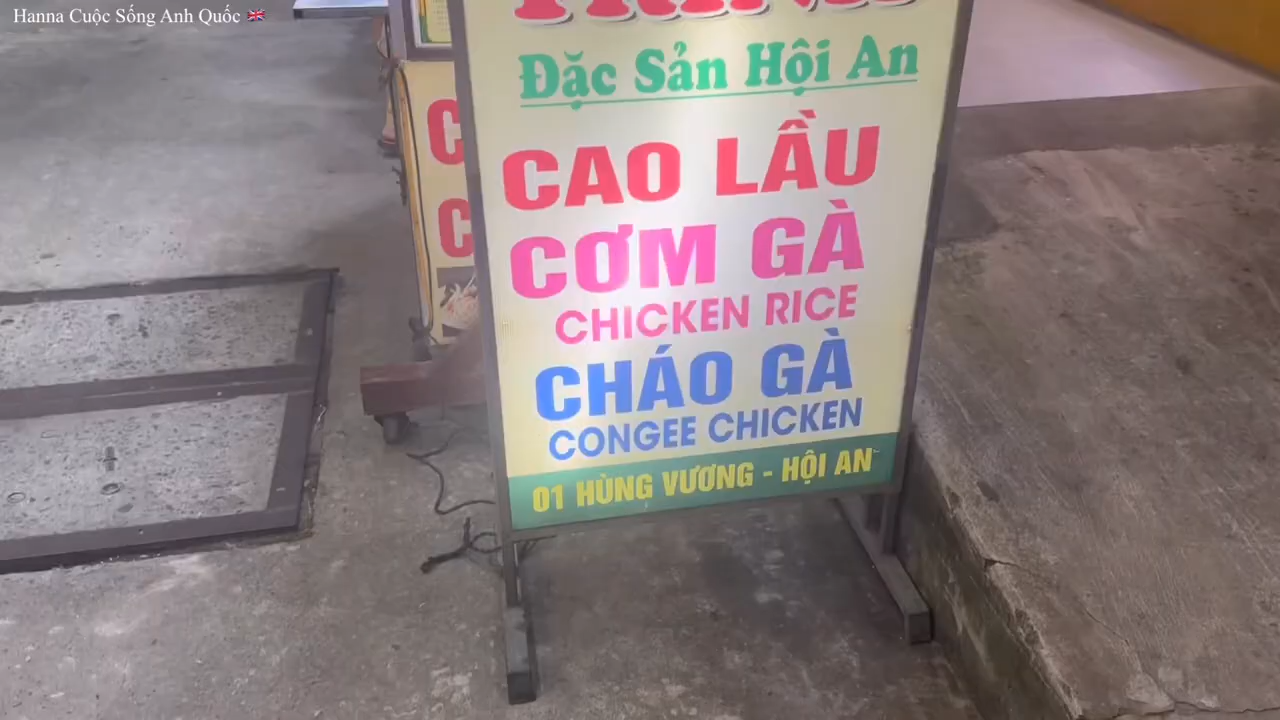 Hanna Cuộc Sống Anh Quốc
Đặc Sản Hội An
CAO LẦU
CƠM GÀ
CHICKEN RICE
CHÁO GÀ
CONGEE CHICKEN
01 HÙNG VƯƠNG - HỘI AN
C
C